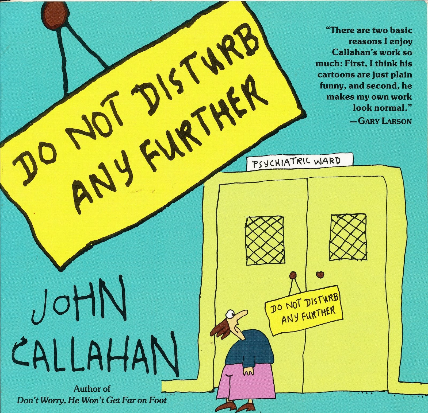 DO NOT DISTURB
ANY FURTHER
"There are two basic
reasons I enjoy
Callahan's work so
much: First, I think his
cartoons are just plain
funny, and second, he
makes my own work
look normal."
—GARY LARSON
PSYCHIATRIC WARD
DO NOT DISTURB
ANY FURTHER
JOHN
CALLAHAN
Author of
Don't Worry, He Won't Get Far on Foot